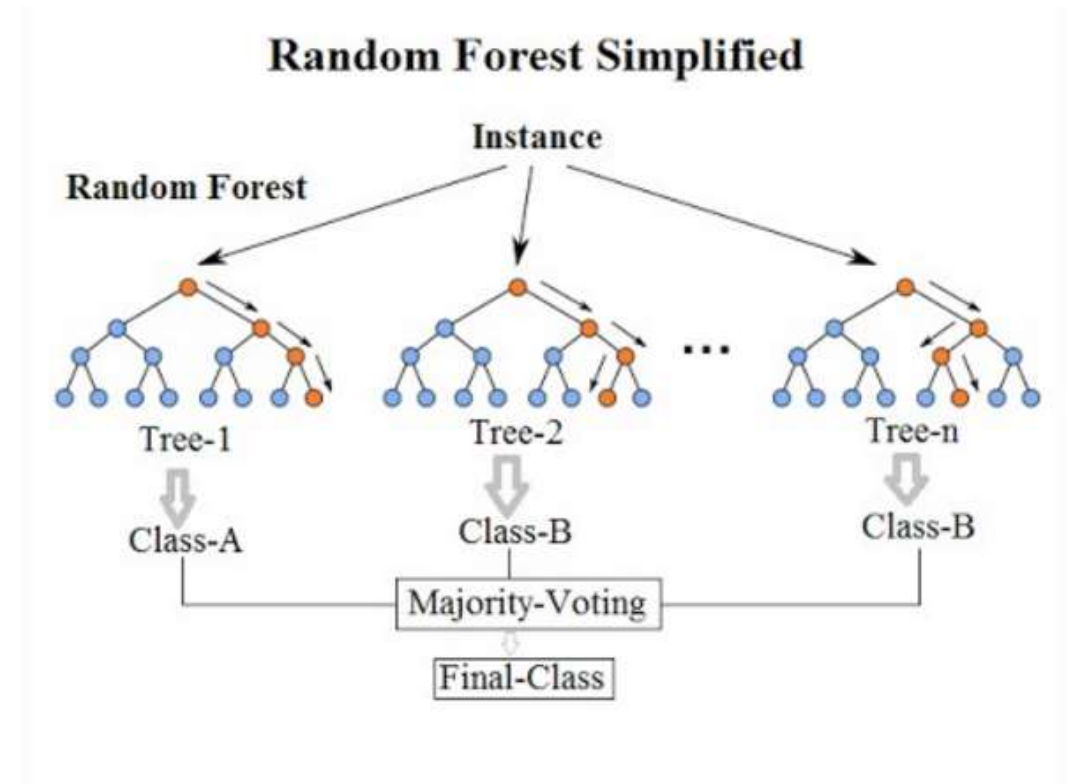 Random Forest Simplified
Instance
Random Forest
...
Tree-1
Tree-2
Tree-n
Class-A
Class-B
Class-B
Majority-Voting
Final-Class